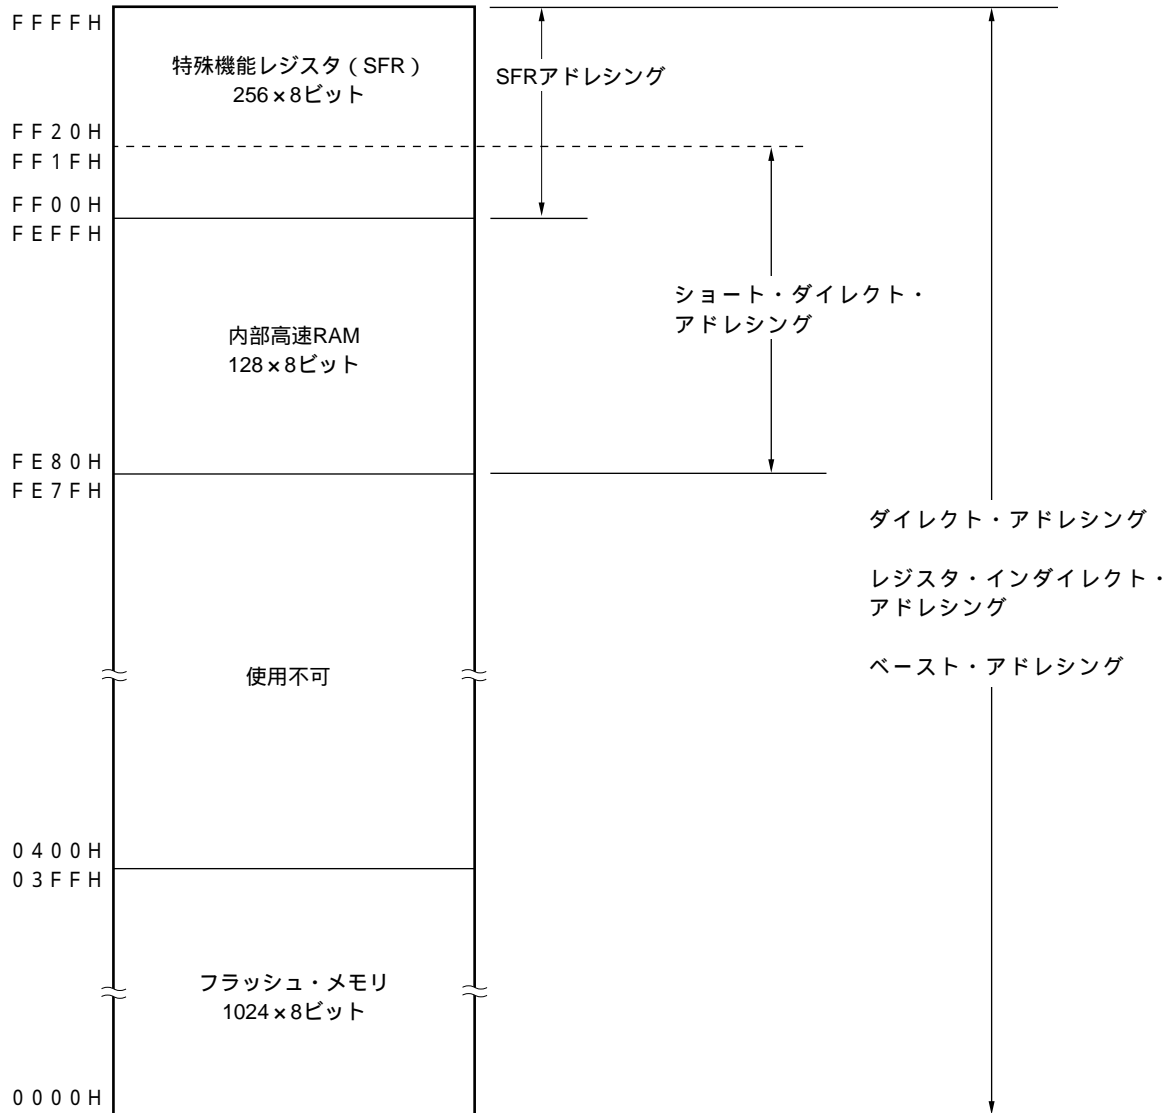 FFFFH
特殊機能レジスタ(SFR)
256×8ビット
SFRアドレシング
FF20H
FF1FH
FF00H
FEFFH
ショート・ダイレクト・
アドレシング
内部高速RAM
128×8ビット
FE80H
FE7FH
ダイレクト・アドレシング
レジスタ・インダイレクト・
アドレシング
ベースト・アドレシング
使用不可
0400H
03FFH
フラッシュ・メモリ
1024×8ビット
0000H